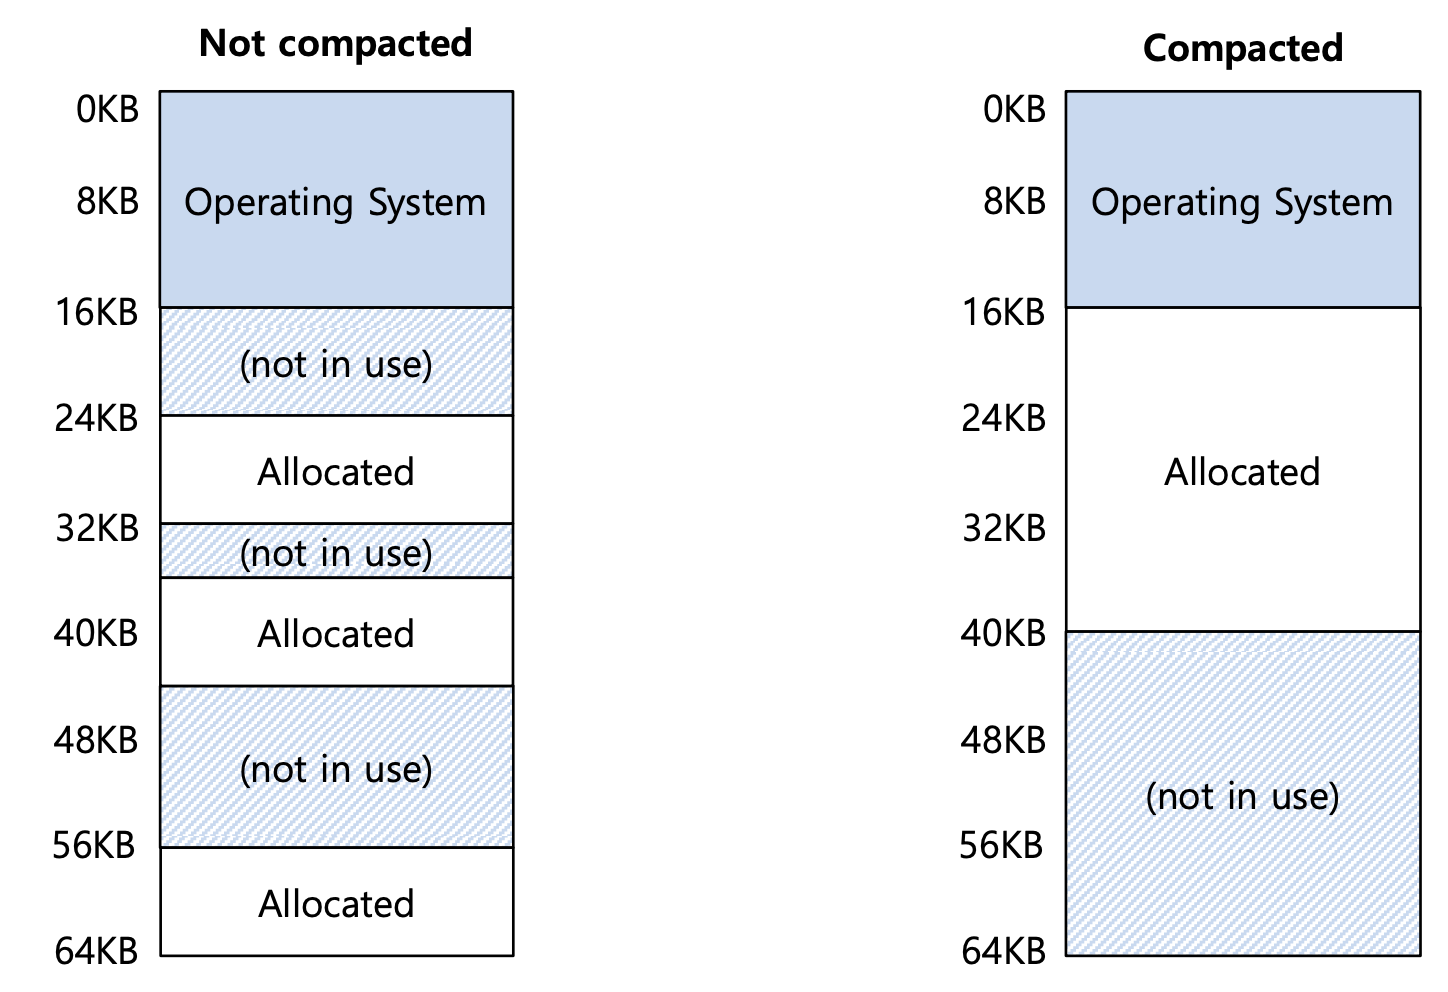 Not compacted
0KB
8KB
Operating System
16KB
(not in use)
24KB
Allocated
32KB
(not in use)
40KB
Allocated
48KB
(not in use)
56KB
Allocated
64KB
Compacted
0KB
8KB
Operating System
16KB
24KB
Allocated
32KB
40KB
48KB
(not in use)
56KB
64KB